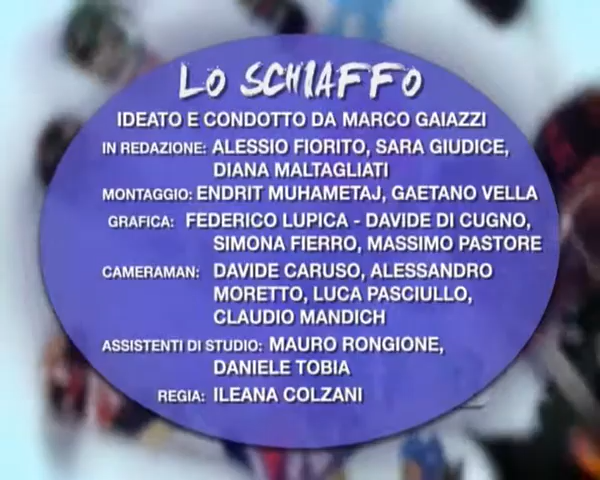 LO SCHIAFFO
IDEATO E CONDOTTO DA MARCO GAIAZZI
IN REDAZIONE: ALESSIO FIORITO, SARA GIUDICE,
DIANA MALTAGLIATI
MONTAGGIO: ENDRIT MUHAMETAJ, GAETANO VELLA
GRAFICA: FEDERICO LUPICA - DAVIDE DI CUGNO,
SIMONA FIERRO, MASSIMO PASTORE
CAMERAMAN: DAVIDE CARUSO, ALESSANDRO
MORETTO, LUCA PASCIULLO,
CLAUDIO MANDICH
ASSISTENTI DI STUDIO: MAURO RONGIONE,
DANIELE TOBIA
REGIA: ILEANA COLZANI